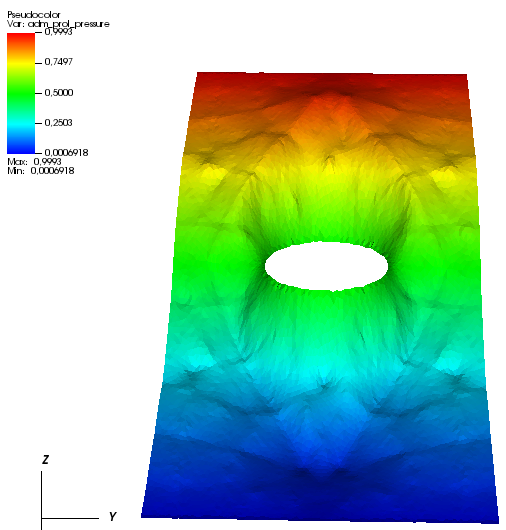 Pseudocolor
Var: adm_prol_pressure
0.9993
0.7497
0.5000
0.2503
0.0006918
Max: 0.9993
Min: 0.0006918
Z
Y